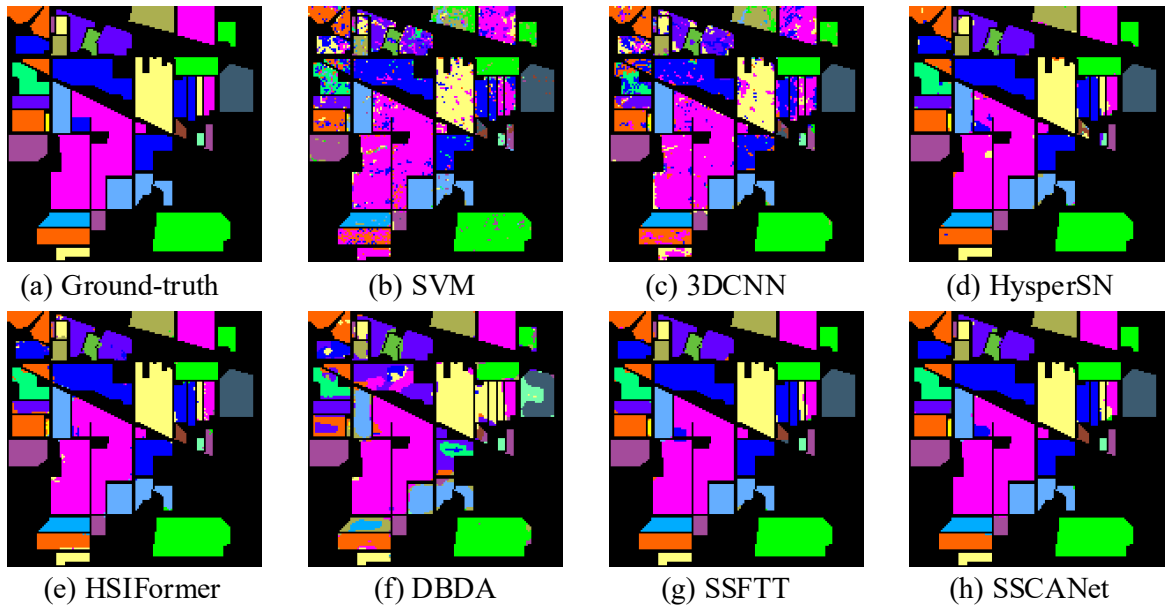 (a) Ground-truth
(b) SVM
(c) 3DCNN
(d) HysperSN
(e) HSIFormer
(f) DBDA
(g) SSFTT
(h) SSCANet